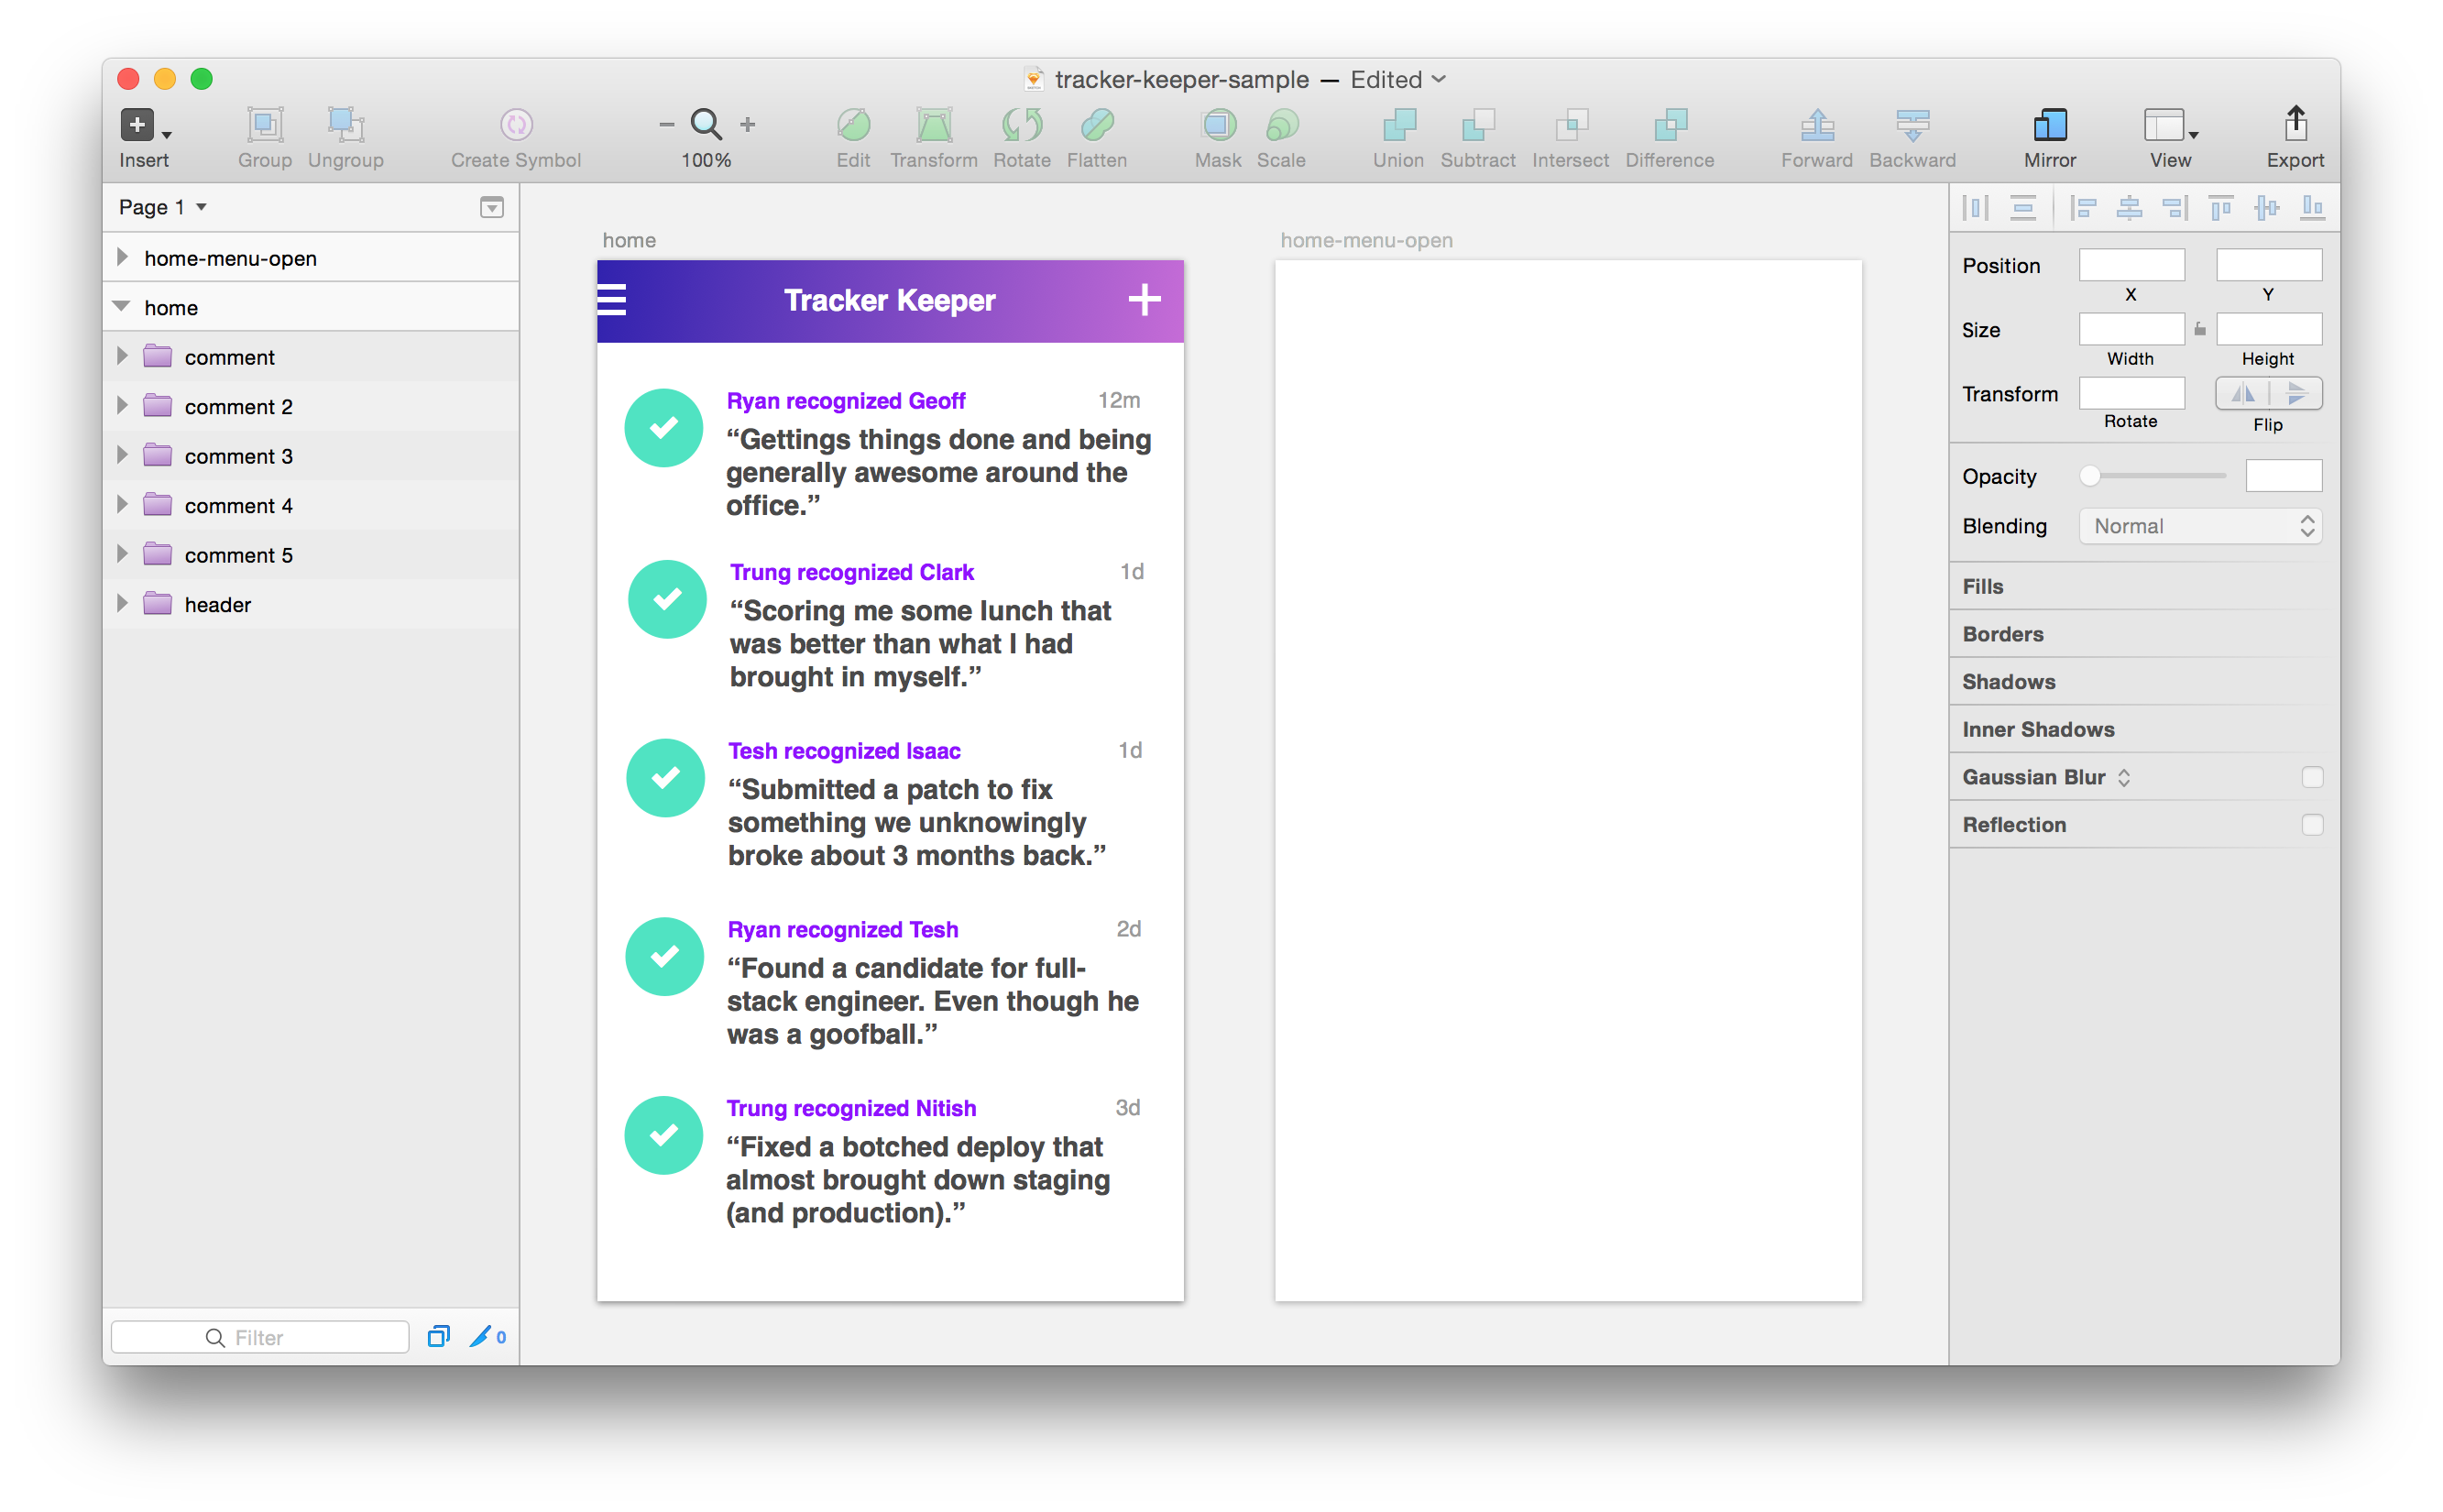 tracker-keeper-sample — Edited
Insert
Group
Ungroup
Create Symbol
100%
Edit
Transform
Rotate
Flatten
Mask
Scale
Union
Subtract
Intersect
Difference
Forward
Backward
Mirror
View
Export
Page 1
home-menu-open
home
comment
comment 2
comment 3
comment 4
comment 5
header
Filter
0
home
Tracker Keeper
Ryan recognized Geoff 12m
“Gettings things done and being
generally awesome around the
office.”
Trung recognized Clark 1d
“Scoring me some lunch that
was better than what I had
brought in myself.”
Tesh recognized Isaac 1d
“Submitted a patch to fix
something we unknowingly
broke about 3 months back.”
Ryan recognized Tesh 2d
“Found a candidate for full-
stack engineer. Even though he
was a goofball.”
Trung recognized Nitish 3d
“Fixed a botched deploy that
almost brought down staging
(and production).”
home-menu-open
Position
X Y
Size
Width Height
Transform
Rotate Flip
Opacity
Blending Normal
Fills
Borders
Shadows
Inner Shadows
Gaussian Blur
Reflection